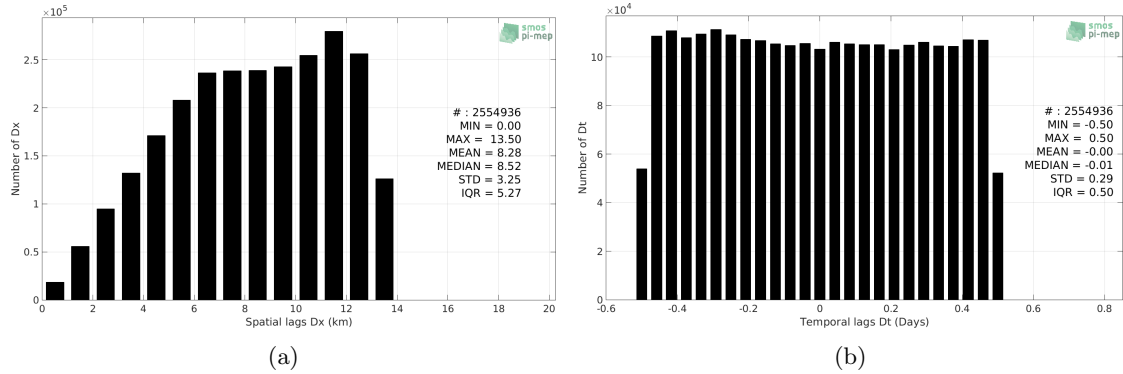 ×10^5
smos
pi-mep
2.5
2
1.5
1
0.5
0
Number of Dx
# : 2554936
MIN = 0.00
MAX = 13.50
MEAN = 8.28
MEDIAN = 8.52
STD = 3.25
IQR = 5.27
0 2 4 6 8 10 12 14 16 18 20
Spatial lags Dx (km)
(a)
×10^4
smos
pi-mep
10
8
6
4
2
0
Number of Dt
# : 2554936
MIN = -0.50
MAX = 0.50
MEAN = -0.00
MEDIAN = -0.01
STD = 0.29
IQR = 0.50
-0.6 -0.4 -0.2 0 0.2 0.4 0.6 0.8
Temporal lags Dt (Days)
(b)